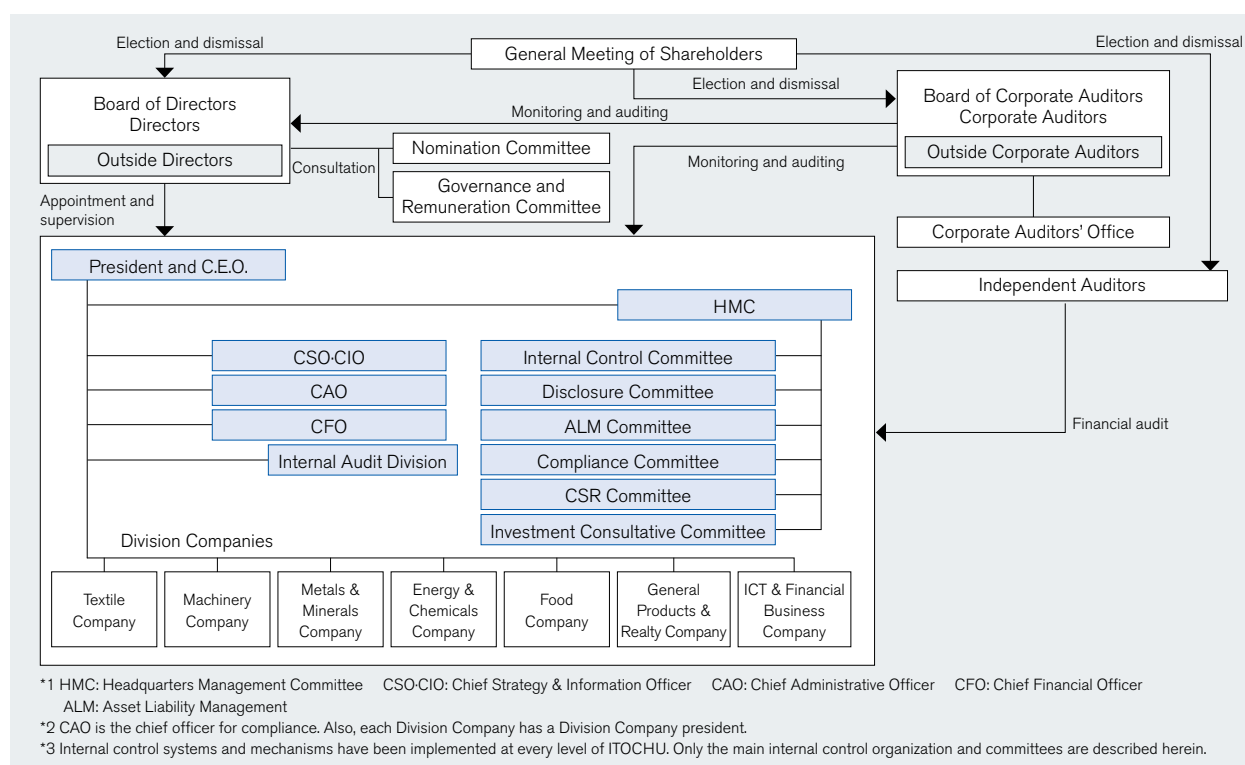 Election and dismissal
General Meeting of Shareholders
Election and dismissal
Election and dismissal
Board of Directors
Directors
Outside Directors
Monitoring and auditing
Board of Corporate Auditors
Corporate Auditors
Outside Corporate Auditors
Consultation
Nomination Committee
Governance and
Remuneration Committee
Monitoring and auditing
Appointment and
supervision
Corporate Auditors' Office
President and C.E.O.
Independent Auditors
HMC
CSO·CIO
Internal Control Committee
CAO
Disclosure Committee
CFO
ALM Committee
Financial audit
Internal Audit Division
Compliance Committee
CSR Committee
Investment Consultative Committee
Division Companies
Textile
Company
Machinery
Company
Metals &
Minerals
Company
Energy &
Chemicals
Company
Food
Company
General
Products &
Realty Company
ICT & Financial
Business
Company
*1 HMC: Headquarters Management Committee CSO·CIO: Chief Strategy & Information Officer CAO: Chief Administrative Officer CFO: Chief Financial Officer
ALM: Asset Liability Management
*2 CAO is the chief officer for compliance. Also, each Division Company has a Division Company president.
*3 Internal control systems and mechanisms have been implemented at every level of ITOCHU. Only the main internal control organization and committees are described herein.